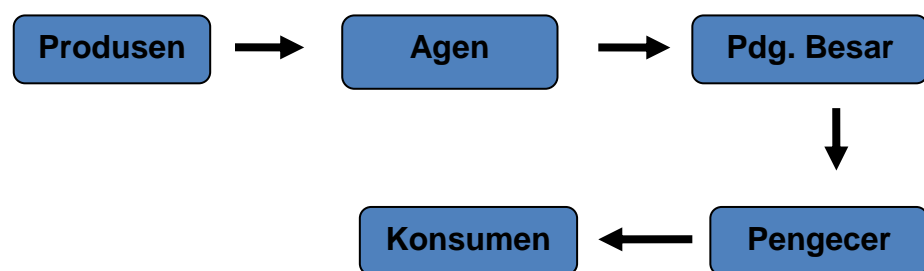 Produsen
Agen
Pdg. Besar
Pengecer
Konsumen